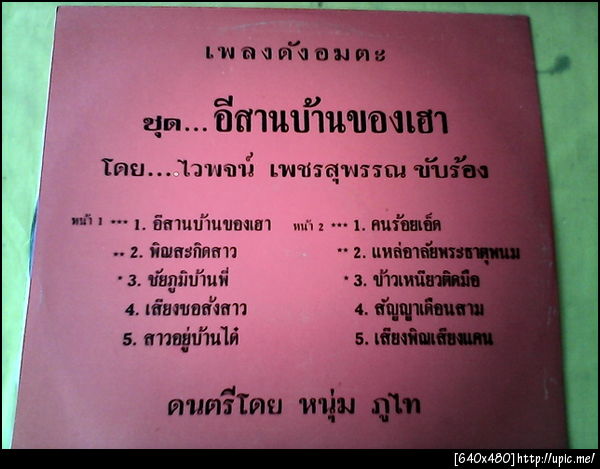 เพลงดังอมตะ
ชุด... อีสานบ้านของเฮา
โดย.... ไวพจน์ เพชรสุพรรณ ขับร้อง
หน้า 1 *** 1. อีสานบ้านของเฮา
** 2. พิณสะกิดสาว
* 3. ชัยภูมิบ้านพี่
4. เสียงซอสั่งสาว
5. สาวอยู่บ้านได๋
หน้า 2 *** 1. คนร้อยเอ็ด
** 2. แหล่อาลัยพระธาตุพนม
* 3. ข้าวเหนียวติดมือ
4. สัญญาเดือนสาม
5. เสียงพิณเสียงแคน
ดนตรีโดย หนุ่ม ภูไท
[640x480]http://upic.me/